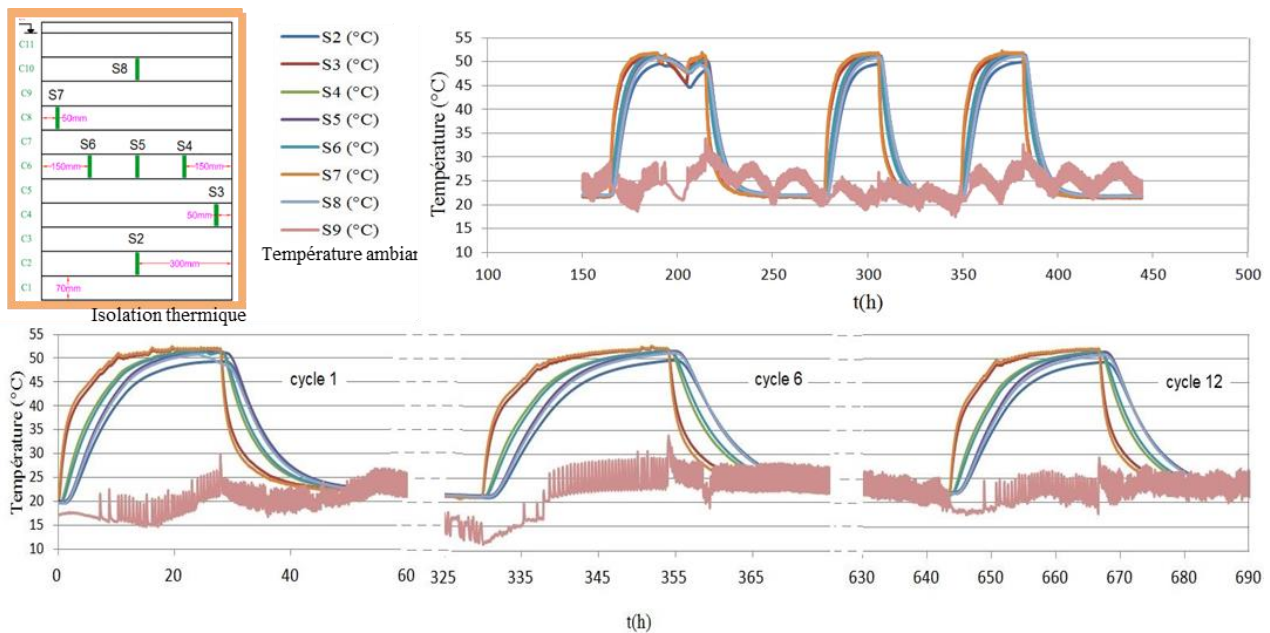 C11
C10
S8
C9
S7
C8
50mm
C7
S6
S5
S4
C6
150mm
150mm
C5
S3
C4
50mm
C3
S2
C2
300mm
C1
70mm
Isolation thermique
S2 (°C)
S3 (°C)
S4 (°C)
S5 (°C)
S6 (°C)
S7 (°C)
S8 (°C)
S9 (°C)
Température ambian
Température (°C)
55
50
45
40
35
30
25
20
15
10
100 150 200 250 300 350 400 450 500
t(h)
Température (°C)
55
50
45
40
35
30
25
20
15
10
cycle 1
cycle 6
cycle 12
0 20 40 60 325 335 345 355 365 630 640 650 660 670 680 690
t(h)